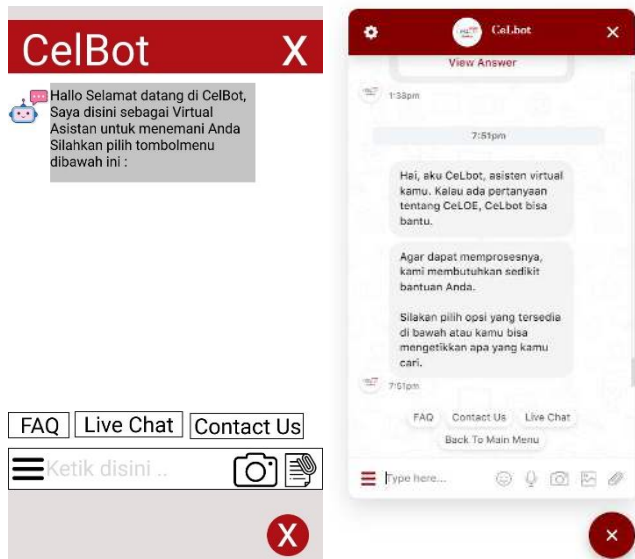 CelBot
X
Hallo Selamat datang di CelBot,
Saya disini sebagai Virtual
Asistan untuk menemani Anda
Silahkan pilih tombolmenu
dibawah ini :
FAQ
Live Chat
Contact Us
Ketik disini ..
X
CeLbot
View Answer
1:38pm
7:51pm
Hai, aku CeLbot, asisten virtual
kamu. Kalau ada pertanyaan
tentang CeLOE, CeLbot bisa
bantu.
Agar dapat memprosesnya,
kami membutuhkan sedikit
bantuan Anda.
Silakan pilih opsi yang tersedia
di bawah atau kamu bisa
mengetikkan apa yang kamu
cari.
7:51pm
FAQ
Contact Us
Live Chat
Back To Main Menu
Type here...